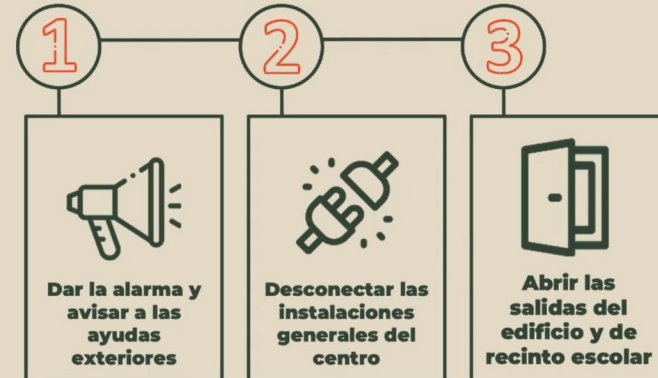 1
2
3
Dar la alarma y
avisar a las
ayudas
exteriores
Desconectar las
instalaciones
generales del
centro
Abrir las
salidas del
edificio y de
recinto escolar